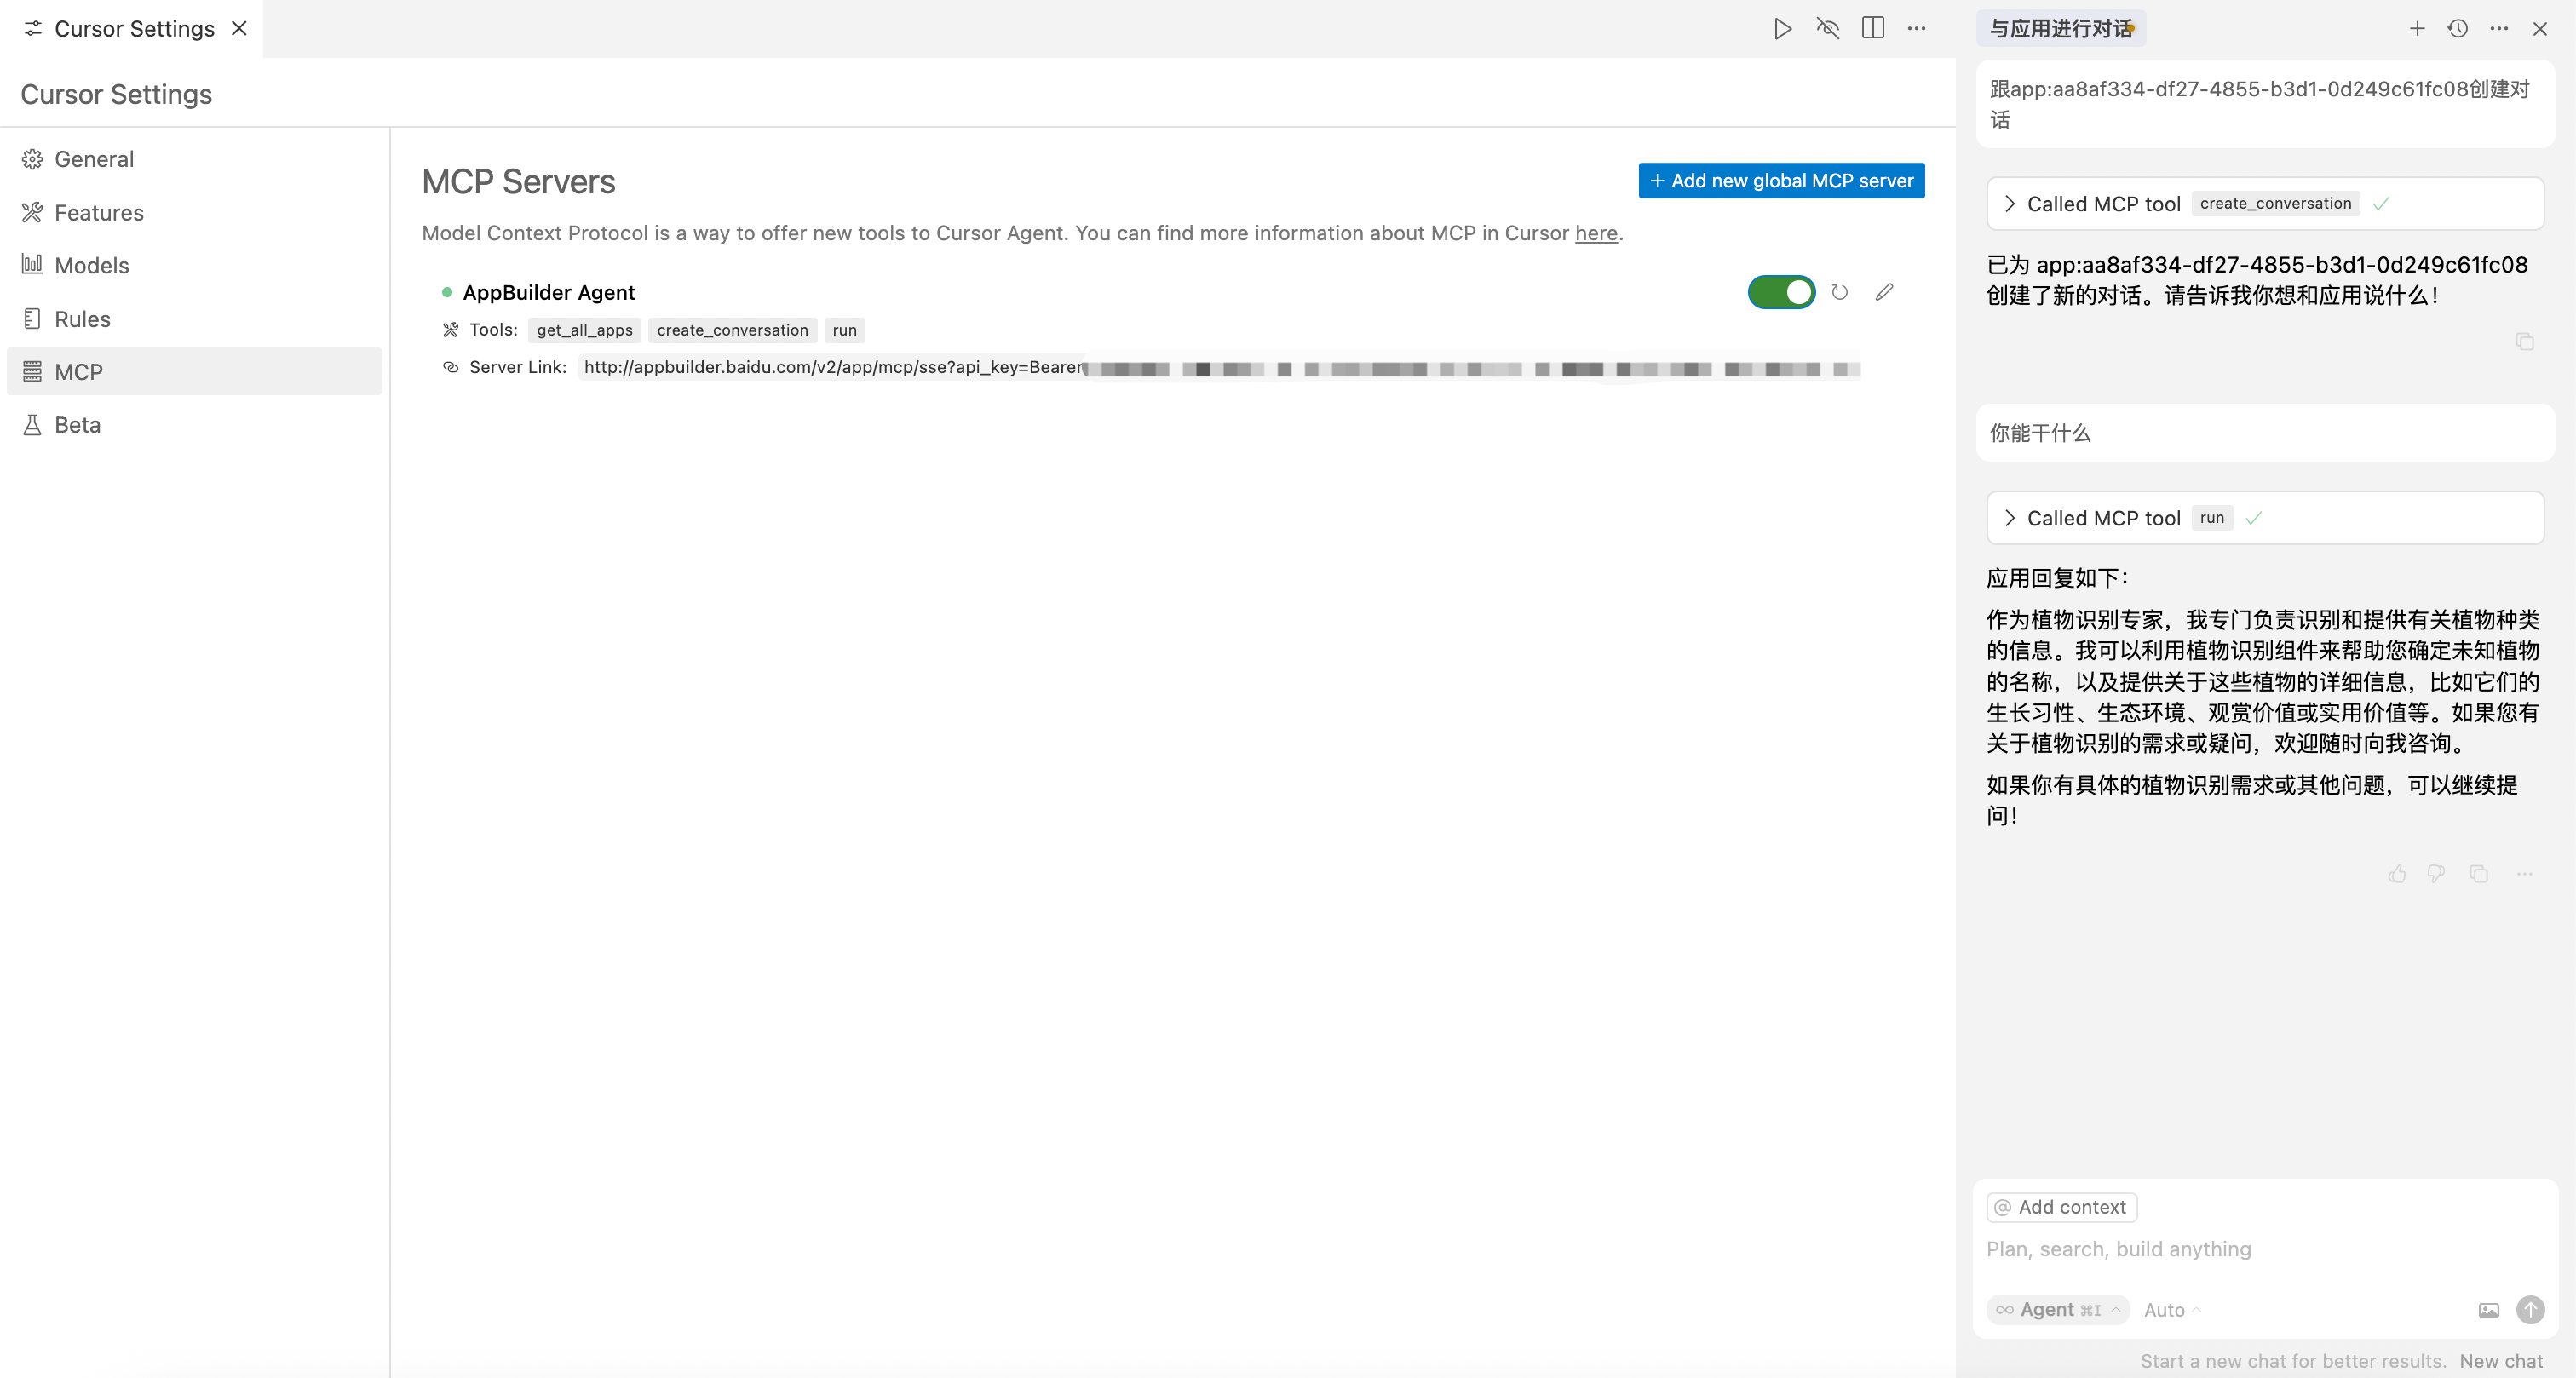 Cursor Settings
Cursor Settings
General
Features
Models
Rules
MCP
Beta
MCP Servers
+ Add new global MCP server
Model Context Protocol is a way to offer new tools to Cursor Agent. You can find more information about MCP in Cursor here.
AppBuilder Agent
Tools: get_all_apps create_conversation run
Server Link: http://appbuilder.baidu.com/v2/app/mcp/sse?api_key=Bearer
与应用进行对话
跟app:aa8af334-df27-4855-b3d1-0d249c61fc08创建对
话
Called MCP tool create_conversation
已为 app:aa8af334-df27-4855-b3d1-0d249c61fc08
创建了新的对话。请告诉我你想和应用说什么！
你能干什么
Called MCP tool run
应用回复如下：
作为植物识别专家，我专门负责识别和提供有关植物种类
的信息。我可以利用植物识别组件来帮助您确定未知植物
的名称，以及提供关于这些植物的详细信息，比如它们的
生长习性、生态环境、观赏价值或实用价值等。如果您有
关于植物识别的需求或疑问，欢迎随时向我咨询。
如果你有具体的植物识别需求或其他问题，可以继续提
问！
@ Add context
Plan, search, build anything
∞ Agent ⌘I Auto
Start a new chat for better results. New chat